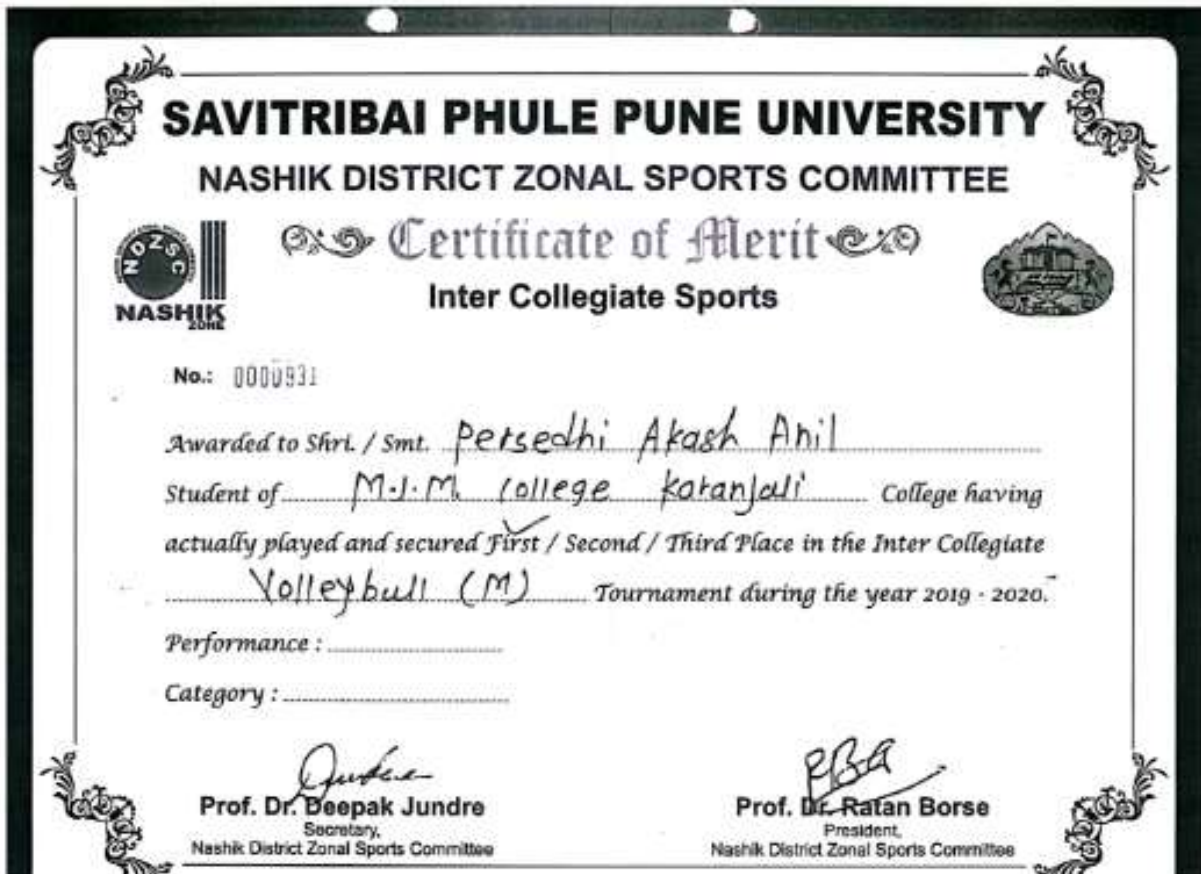 SAVITRIBAI PHULE PUNE UNIVERSITY
NASHIK DISTRICT ZONAL SPORTS COMMITTEE
Certificate of Merit
NDZSC
NASHIK
ZONE
Inter Collegiate Sports
No.: 0000931
Awarded to Shri. / Smt. Persedhi Akash Anil
Student of M.J.M. College Karanjali College having
actually played and secured First / Second / Third Place in the Inter Collegiate
Volleyball (M) Tournament during the year 2019 - 2020.
Performance :
Category :
Prof. Dr. Deepak Jundre
Secretary,
Nashik District Zonal Sports Committee
Prof. Dr. Ratan Borse
President,
Nashik District Zonal Sports Committee